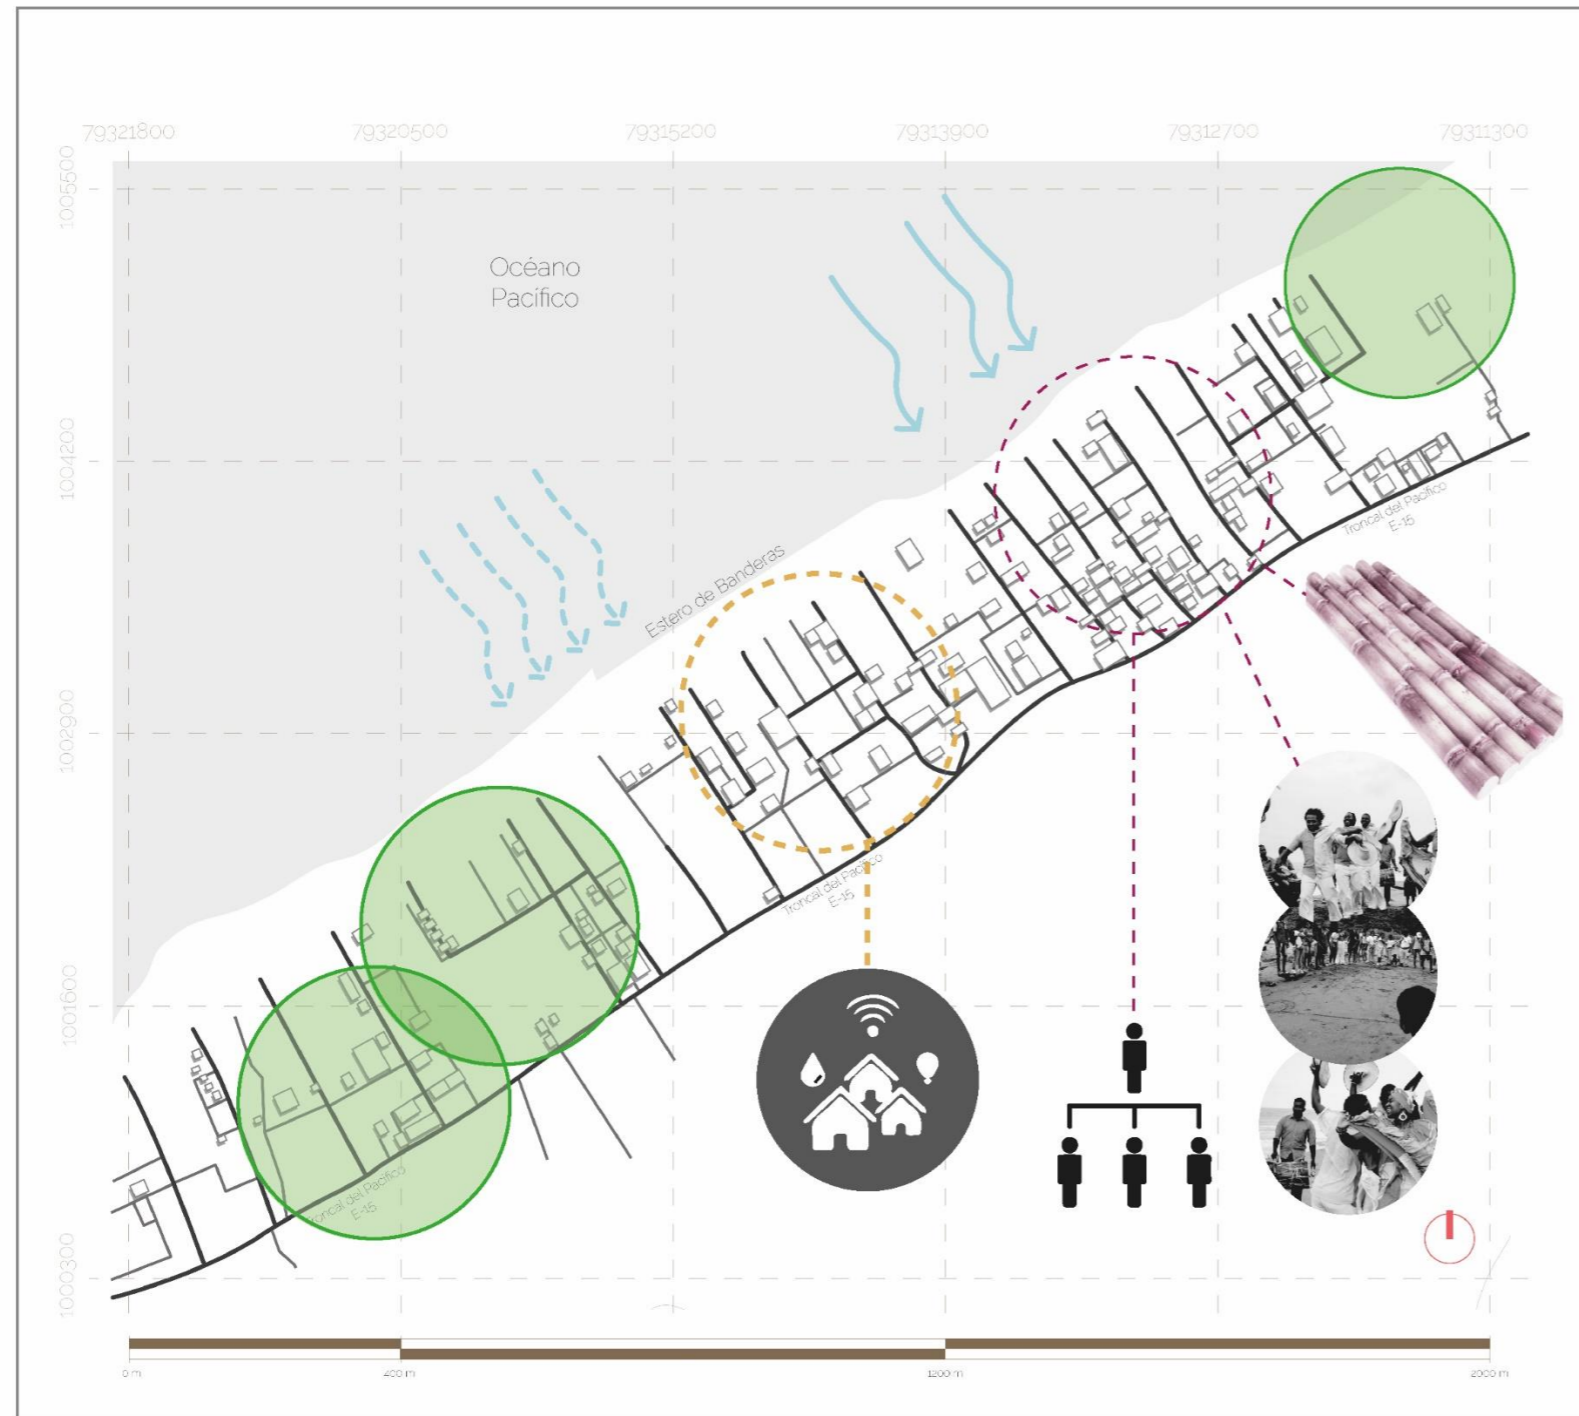 79321800 79320500 79315200 79313900 79312700 79311300
1005500
Océano
Pacífico
1004200
Troncal del Pacífico
E-15
Estero de Banderas
1002900
Troncal del Pacífico
E-15
1001600
Troncal del Pacífico
E-15
1000300
0 m 400 m 1200 m 2000 m